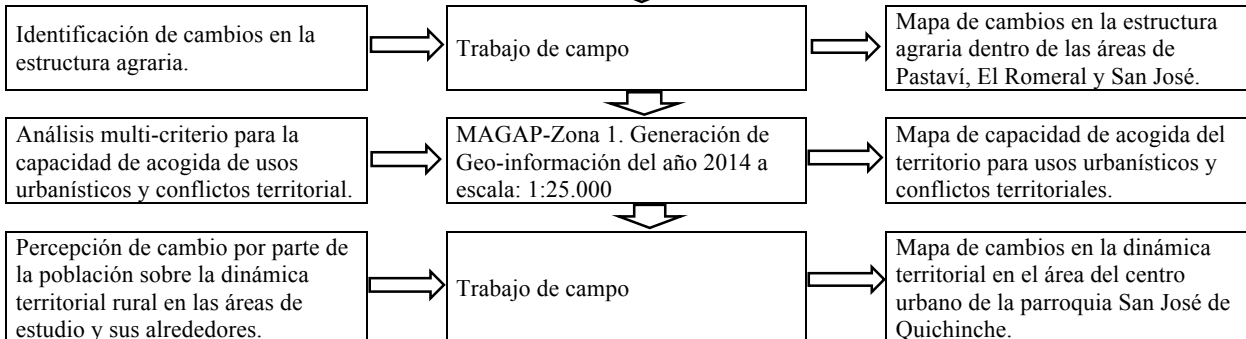 Identificación de cambios en la
estructura agraria.
Trabajo de campo
Mapa de cambios en la estructura
agraria dentro de las áreas de
Pastaví, El Romeral y San José.
Análisis multi-criterio para la
capacidad de acogida de usos
urbanísticos y conflictos territorial.
MAGAP-Zona 1. Generación de
Geo-información del año 2014 a
escala: 1:25.000
Mapa de capacidad de acogida del
territorio para usos urbanísticos y
conflictos territoriales.
Percepción de cambio por parte de
la población sobre la dinámica
territorial rural en las áreas de
estudio y sus alrededores.
Trabajo de campo
Mapa de cambios en la dinámica
territorial en el área del centro
urbano de la parroquia San José de
Quichinche.